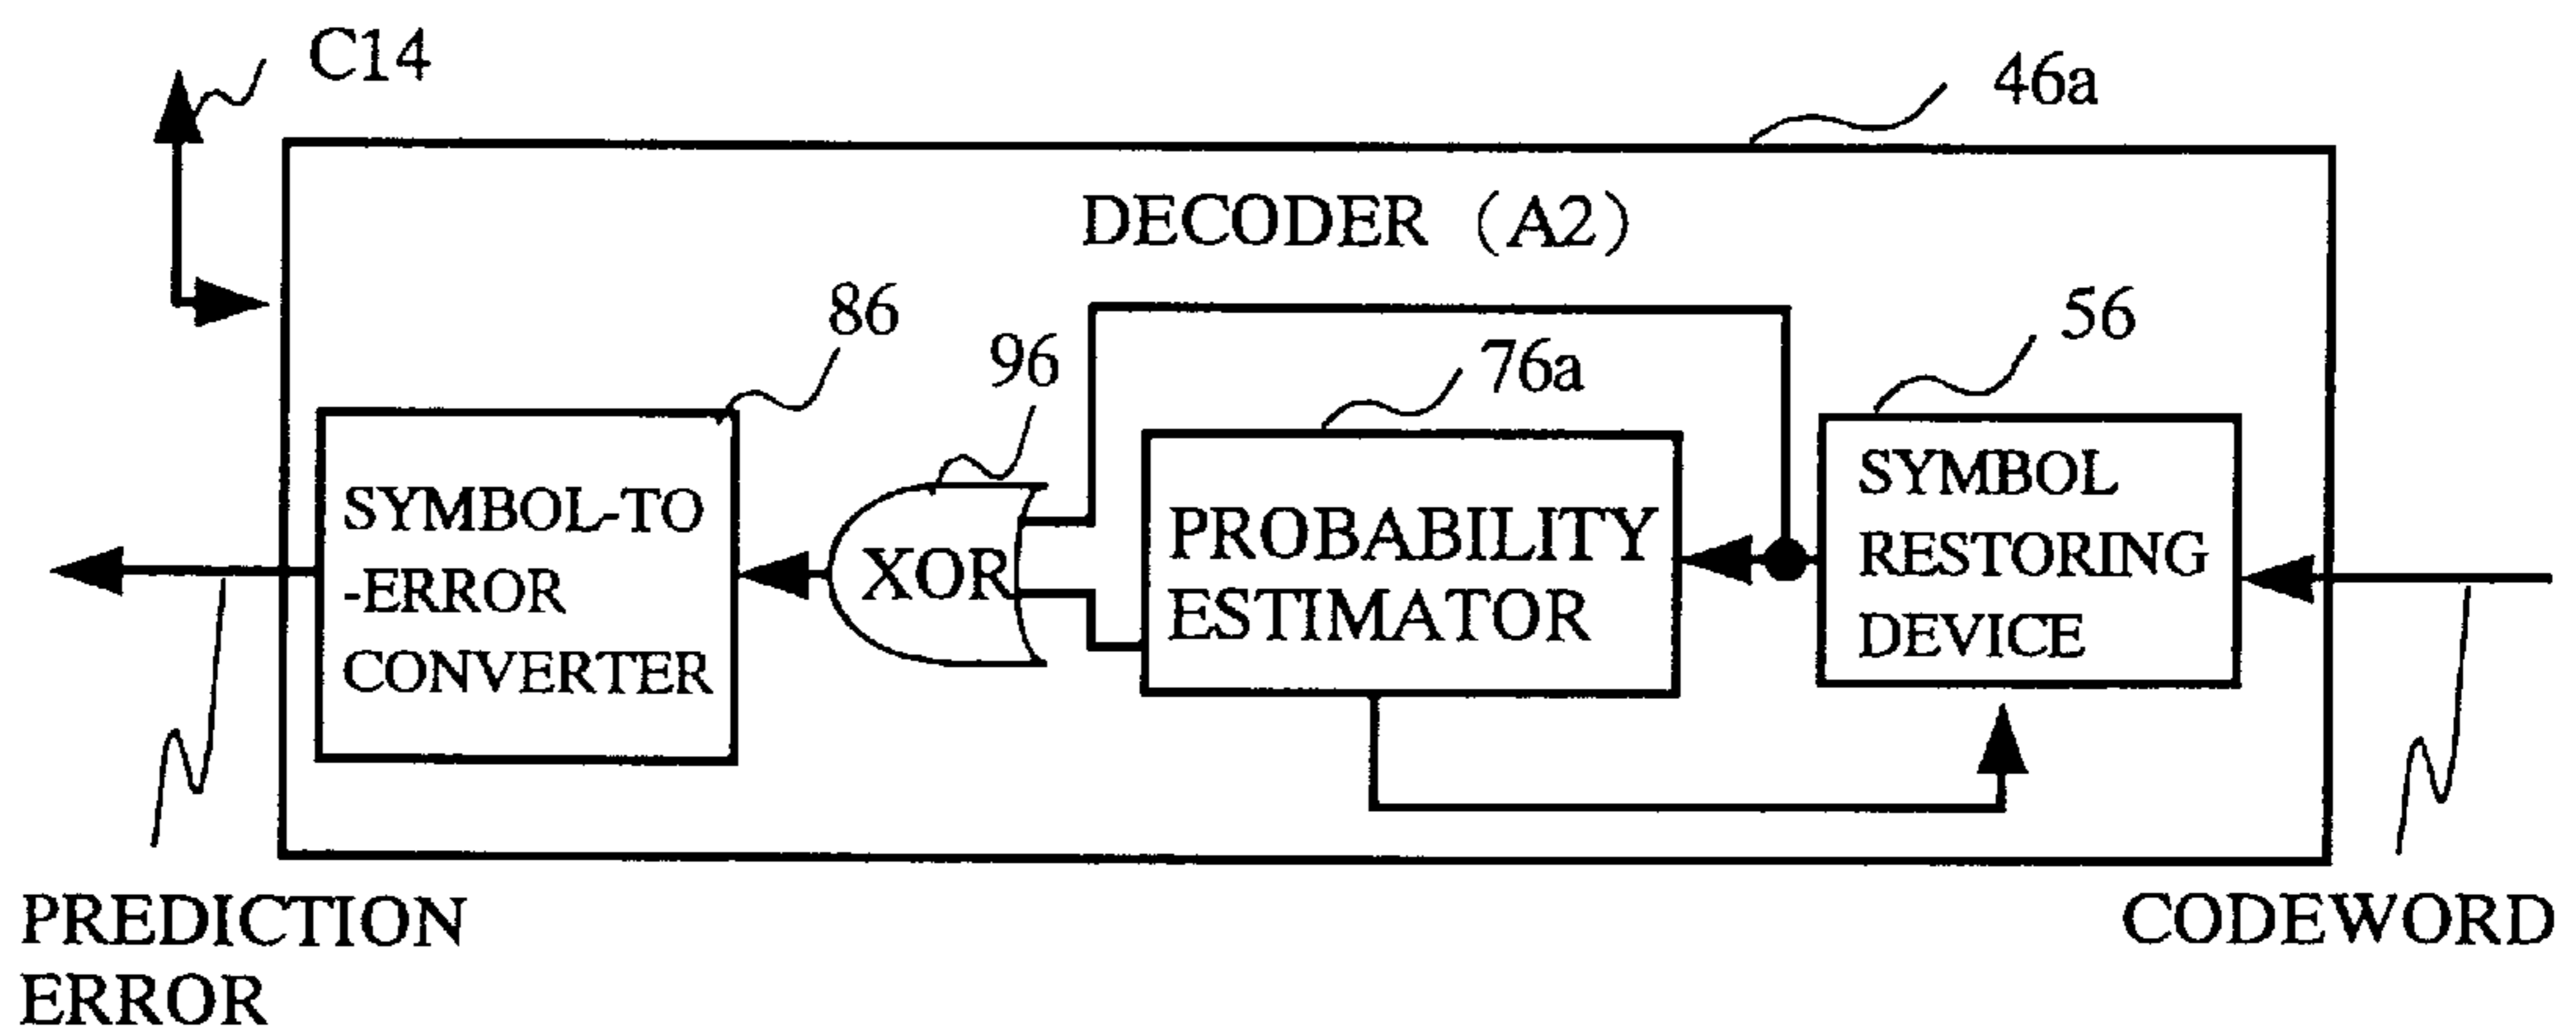 C14
46a
DECODER (A2)
86
96
76a
56
SYMBOL-TO
-ERROR
CONVERTER
XOR
PROBABILITY
ESTIMATOR
SYMBOL
RESTORING
DEVICE
PREDICTION
ERROR
CODEWORD